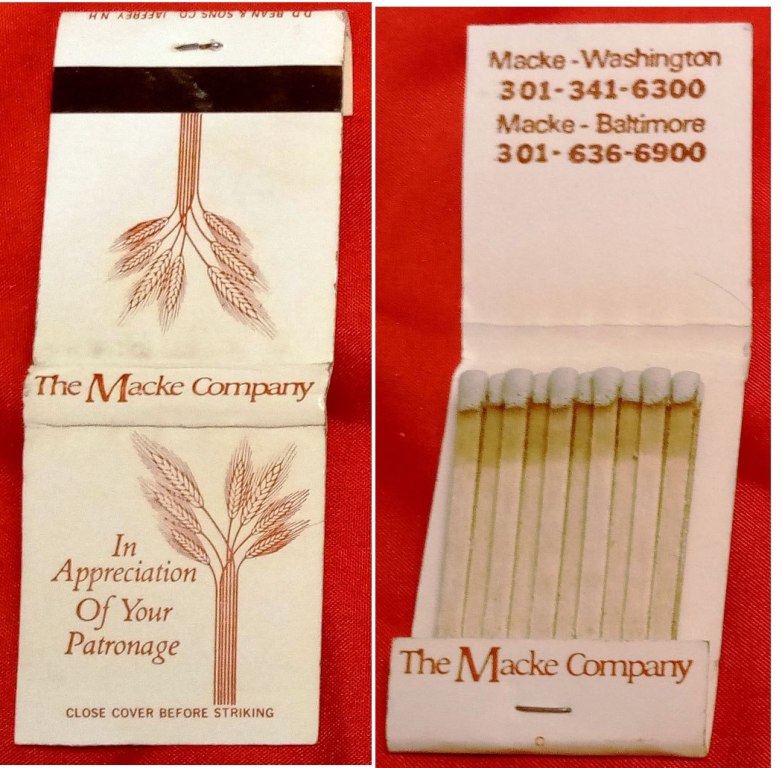 D.D. BEAN & SONS CO. JAFFREY, N.H.
The Macke Company
In
Appreciation
Of Your
Patronage
CLOSE COVER BEFORE STRIKING
Macke - Washington
301-341-6300
Macke - Baltimore
301-636-6900
The Macke Company